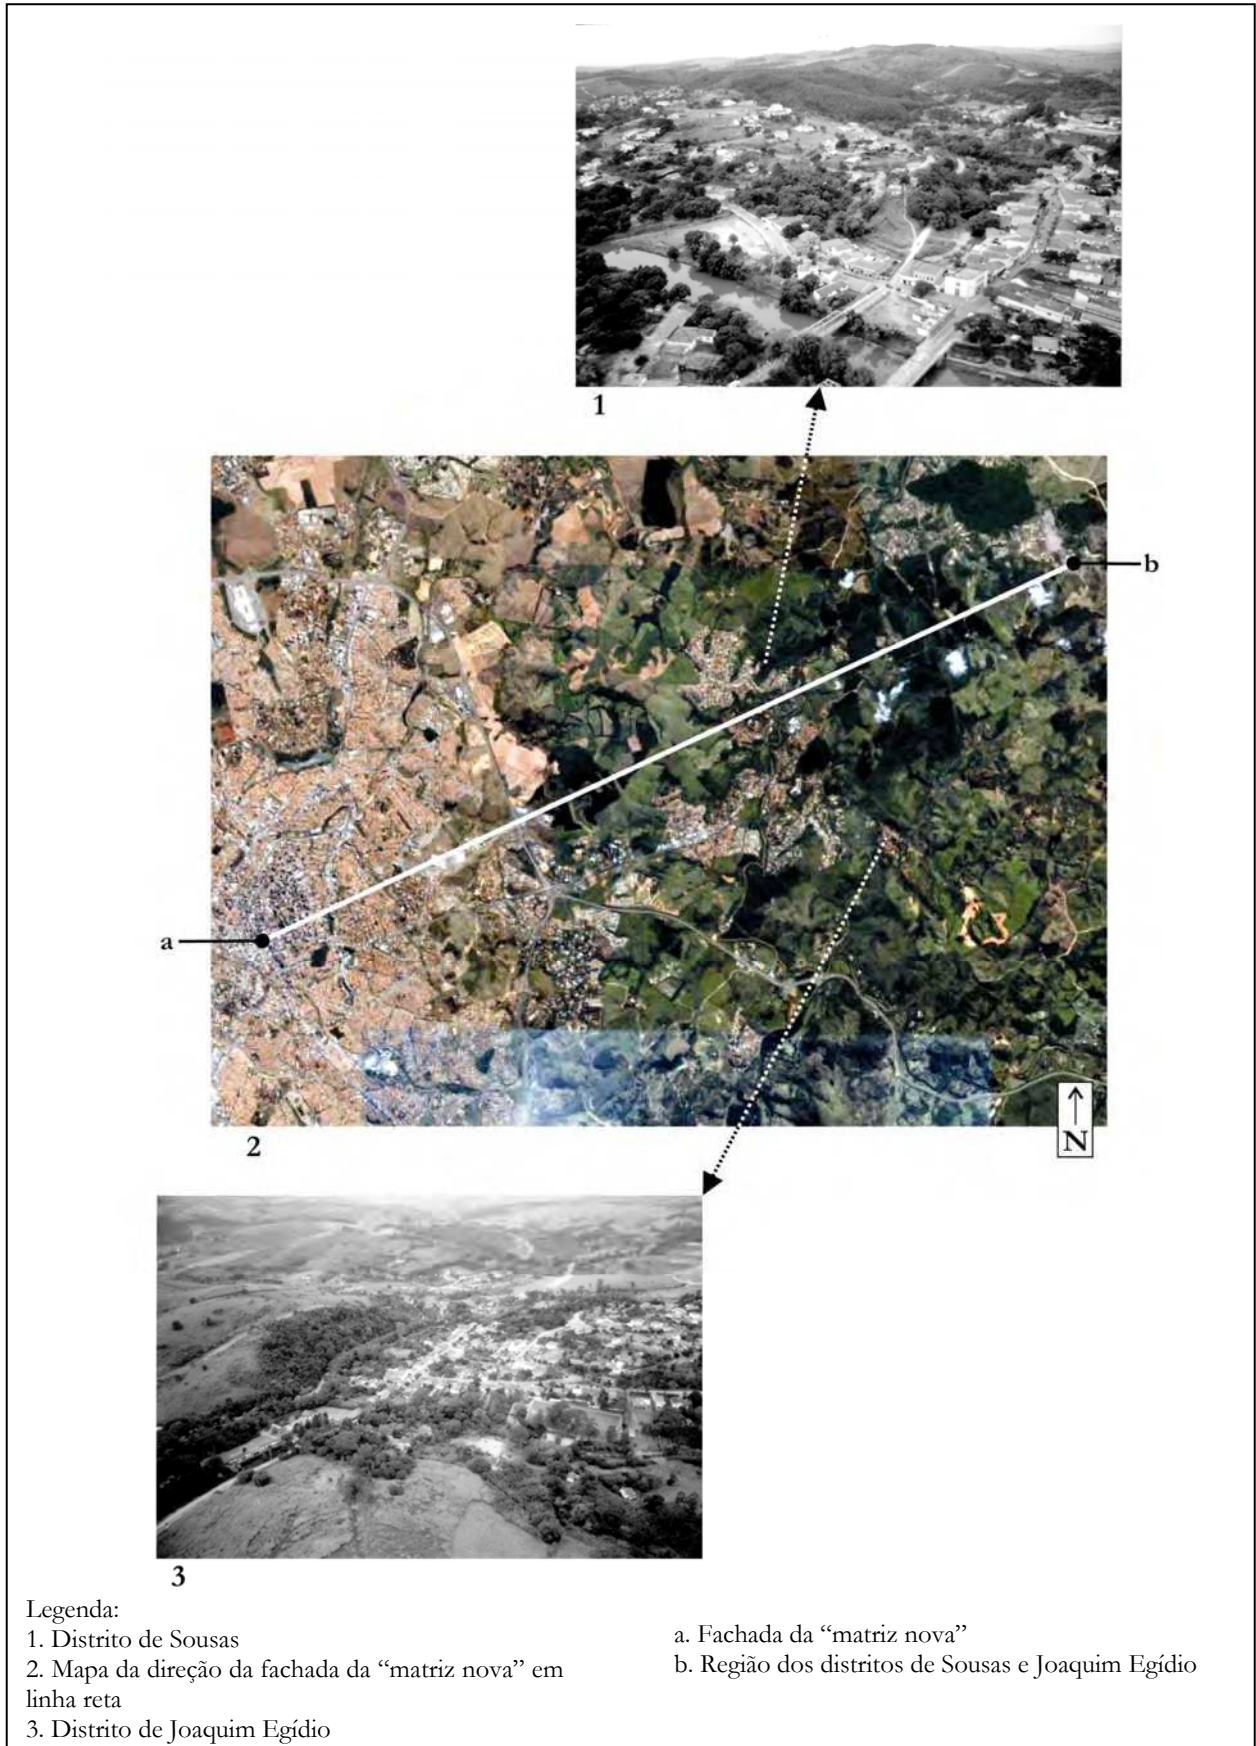 1
b
a
N
2
3
Legenda:
1. Distrito de Sousas
2. Mapa da direção da fachada da “matriz nova” em
linha reta
3. Distrito de Joaquim Egídio
a. Fachada da “matriz nova”
b. Região dos distritos de Sousas e Joaquim Egídio